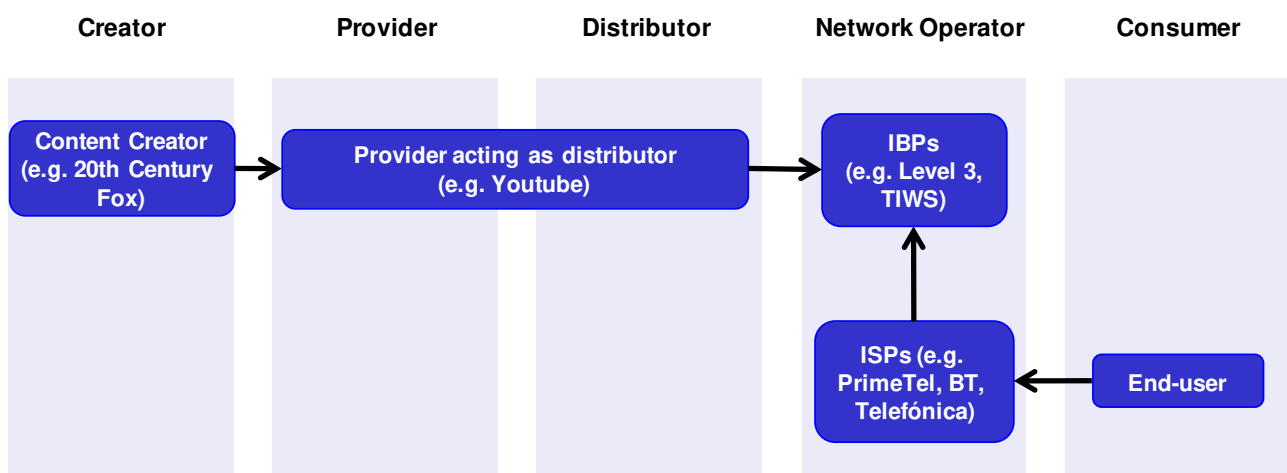 Creator
Provider
Distributor
Network Operator
Consumer
Content Creator
(e.g. 20th Century
Fox)
Provider acting as distributor
(e.g. Youtube)
IBPs
(e.g. Level 3,
TIWS)
ISPs (e.g.
PrimeTel, BT,
Telefónica)
End-user